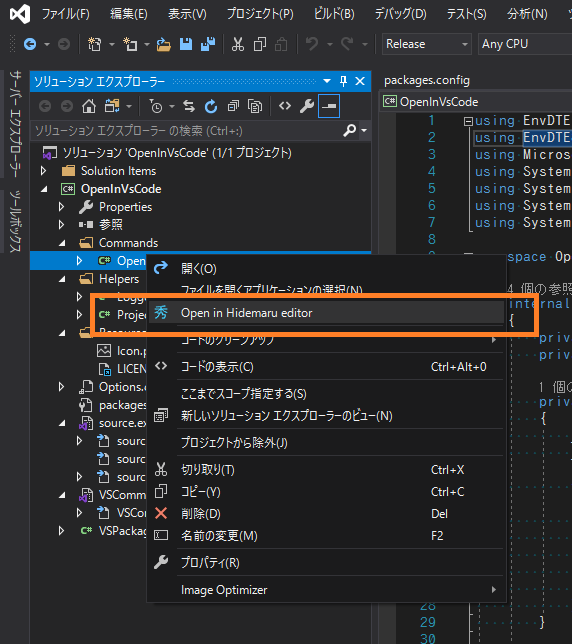 ファイル(F) 編集(E) 表示(V) プロジェクト(P) ビルド(B) デバッグ(D) テスト(S) 分析(N)
Release Any CPU
サーバー エクスプローラー
ツールボックス
ソリューション エクスプローラー
ソリューション エクスプローラー の検索 (Ctrl+:)
ソリューション 'OpenInVsCode' (1/1 プロジェクト)
Solution Items
OpenInVsCode
Properties
参照
Commands
Open
Helpers
Logge
Projec
Resource
Icon.p
LICEN
Options.
packages
source.ex
source
source
source
VSComm
VSCon
VSPacka
開く(O)
ファイルを開くアプリケーションの選択(N)
秀 Open in Hidemaru editor
コードのクリーンアップ
コードの表示(C) Ctrl+Alt+0
ここまでスコープ指定する(S)
新しいソリューション エクスプローラーのビュー(N)
プロジェクトから除外(J)
切り取り(T) Ctrl+X
コピー(Y) Ctrl+C
削除(D) Del
名前の変更(M) F2
プロパティ(R)
Image Optimizer
packages.config
OpenInVsCode
1 using EnvDTE
2 using EnvDTE
3 using Micros
4 using System
5 using System
6 using System
7 using System
8
space Op
4 個の参照
internal
{
priv
priv
1 個の
priv
{
28
29 }
30